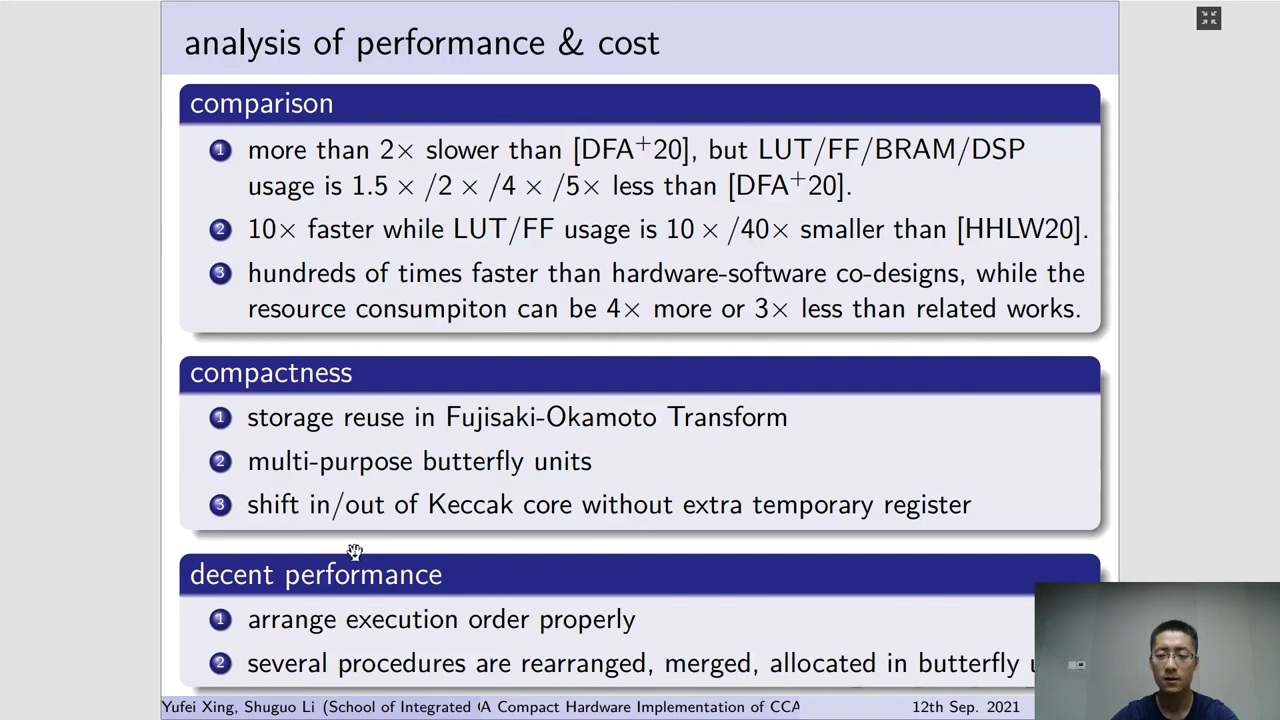 analysis of performance & cost
comparison
1 more than 2× slower than [DFA+20], but LUT/FF/BRAM/DSP
usage is 1.5 × /2 × /4 × /5× less than [DFA+20].
2 10× faster while LUT/FF usage is 10 × /40× smaller than [HHLW20].
3 hundreds of times faster than hardware-software co-designs, while the
resource consumpiton can be 4× more or 3× less than related works.
compactness
1 storage reuse in Fujisaki-Okamoto Transform
2 multi-purpose butterfly units
3 shift in/out of Keccak core without extra temporary register
decent performance
1 arrange execution order properly
2 several procedures are rearranged, merged, allocated in butterfly
Yufei Xing, Shuguo Li (School of Integrated A Compact Hardware Implementation of CCA 12th Sep. 2021